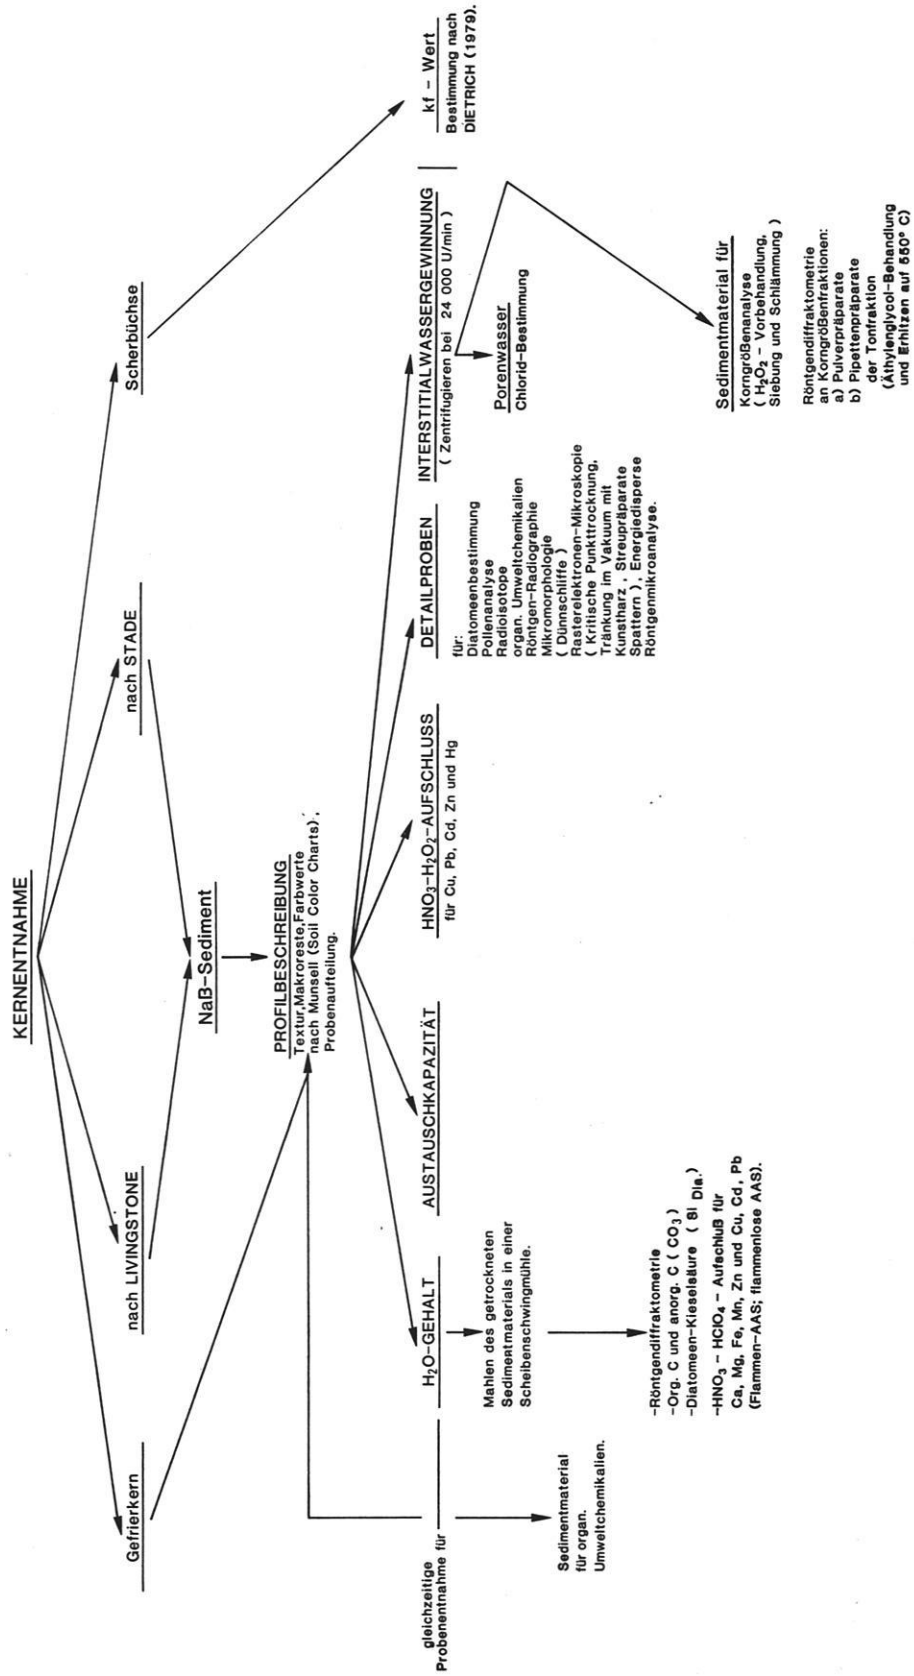 KERNENTNAHME
Gefrierkern
nach LIVINGSTONE
nach STADE
Scherbüchse
Naß-Sediment
PROFILBESCHREIBUNG
Textur,Makroreste,Farbwerte
nach Munsell (Soil Color Charts),
Probenaufteilung.
gleichzeitige
Probenentnahme für
Sedimentmaterial
für organ.
Umweltchemikalien.
H₂O-GEHALT
Mahlen des getrockneten
Sedimentmaterials in einer
Scheibenschwingmühle.
-Röntgendiffraktometrie
-Org. C und anorg. C ( CO₃ )
-Diatomeen-Kieselsäure ( Si Dia. )
-HNO₃ - HClO₄ - Aufschluß für
Ca, Mg, Fe, Mn, Zn und Cu, Cd, Pb
(Flammen-AAS; flammenlose AAS).
AUSTAUSCHKAPAZITÄT
HNO₃-H₂O₂-AUFSCHLUSS
für Cu, Pb, Cd, Zn und Hg
DETAILPROBEN
für:
Diatomeenbestimmung
Pollenanalyse
Radioisotope
organ. Umweltchemikalien
Röntgen-Radiographie
Mikromorphologie
( Dünnschliffe )
Rasterelektronen-Mikroskopie
( Kritische Punkttrocknung,
Tränkung im Vakuum mit
Kunstharz , Streupräparate
Spattern ) , Energiedisperse
Röntgenmikroanalyse.
INTERSTITIALWASSERGEWINNUNG
( Zentrifugieren bei 24 000 U/min )
Porenwasser
Chlorid-Bestimmung
Sedimentmaterial für
Korngrößenanalyse
( H₂O₂ - Vorbehandlung,
Siebung und Schlämmung )
Röntgendiffraktometrie
an Korngrößenfraktionen:
a) Pulverpräparate
b) Pipettenpräparate
der Tonfraktion
(Äthylenglycol-Behandlung
und Erhitzen auf 550° C)
kf - Wert
Bestimmung nach
DIETRICH (1979).